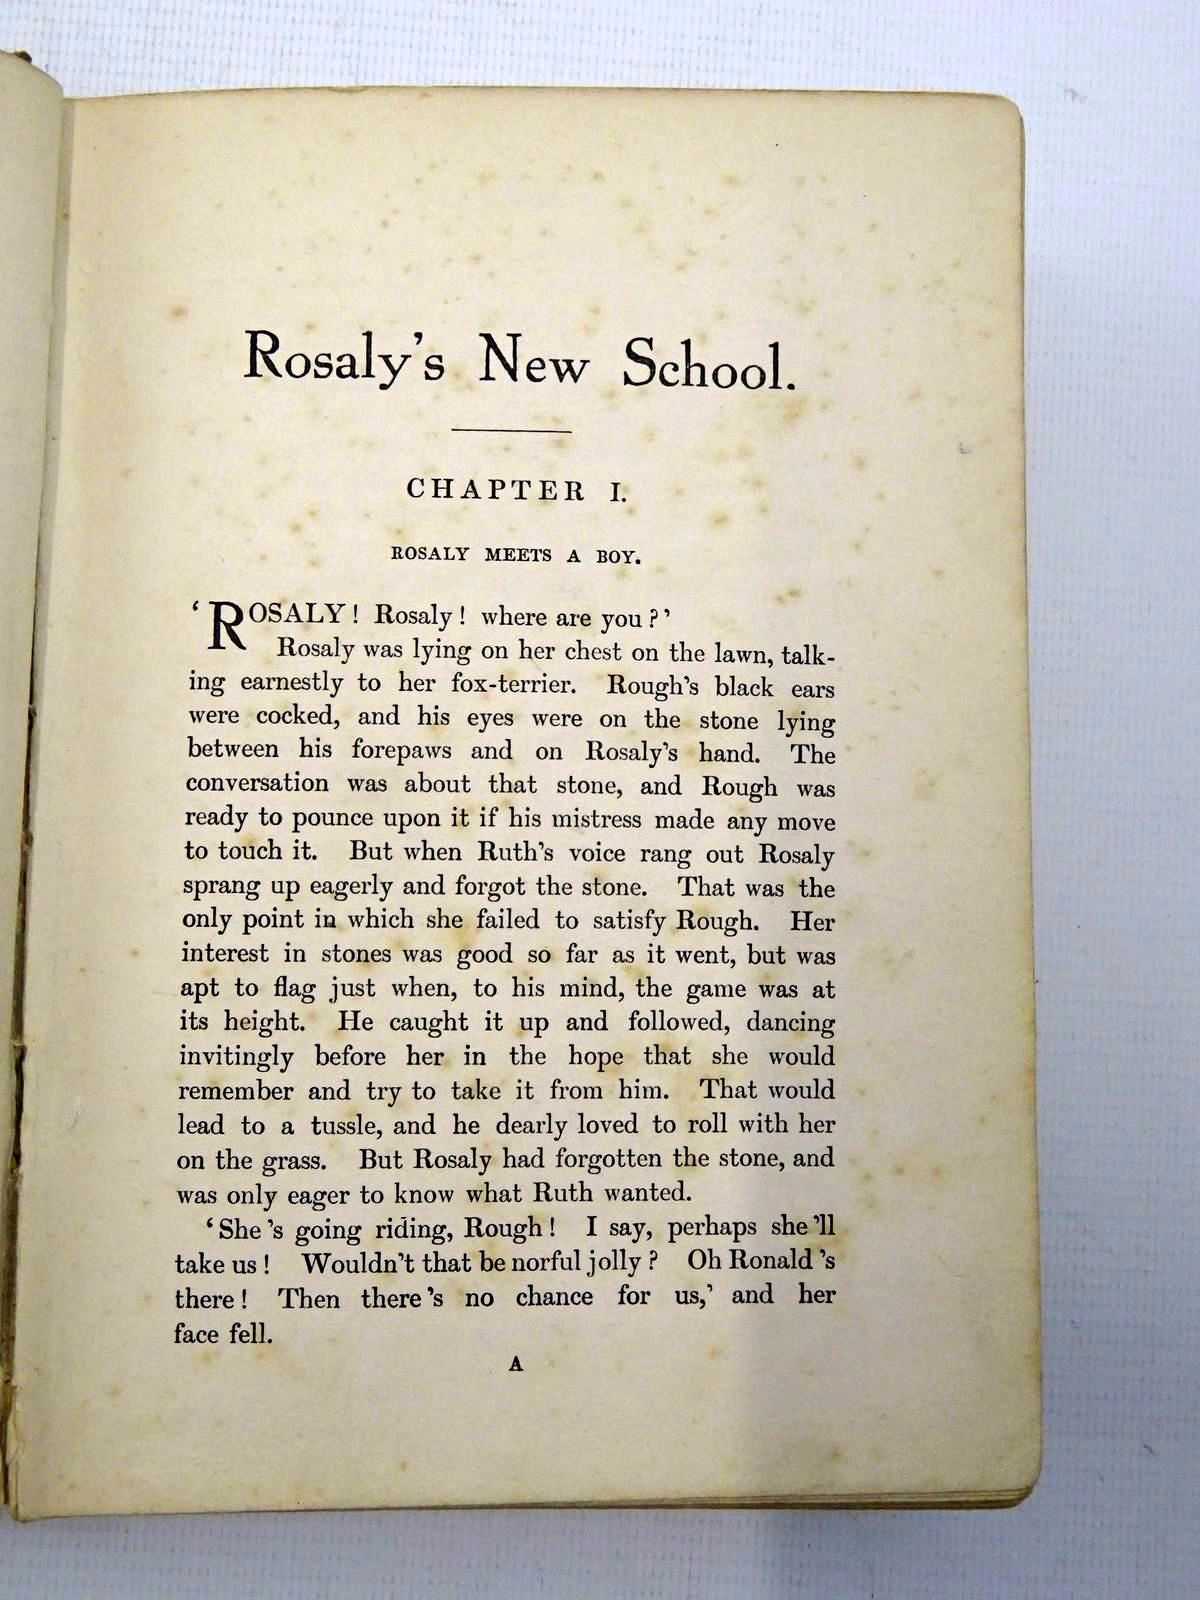 Rosaly's New School.
CHAPTER I.
ROSALY MEETS A BOY.
‘ROSALY! Rosaly! where are you?’
Rosaly was lying on her chest on the lawn, talk-
ing earnestly to her fox-terrier. Rough's black ears
were cocked, and his eyes were on the stone lying
between his forepaws and on Rosaly's hand. The
conversation was about that stone, and Rough was
ready to pounce upon it if his mistress made any move
to touch it. But when Ruth's voice rang out Rosaly
sprang up eagerly and forgot the stone. That was the
only point in which she failed to satisfy Rough. Her
interest in stones was good so far as it went, but was
apt to flag just when, to his mind, the game was at
its height. He caught it up and followed, dancing
invitingly before her in the hope that she would
remember and try to take it from him. That would
lead to a tussle, and he dearly loved to roll with her
on the grass. But Rosaly had forgotten the stone, and
was only eager to know what Ruth wanted.
‘She's going riding, Rough! I say, perhaps she'll
take us! Wouldn't that be norful jolly? Oh Ronald's
there! Then there's no chance for us,’ and her
face fell.
A